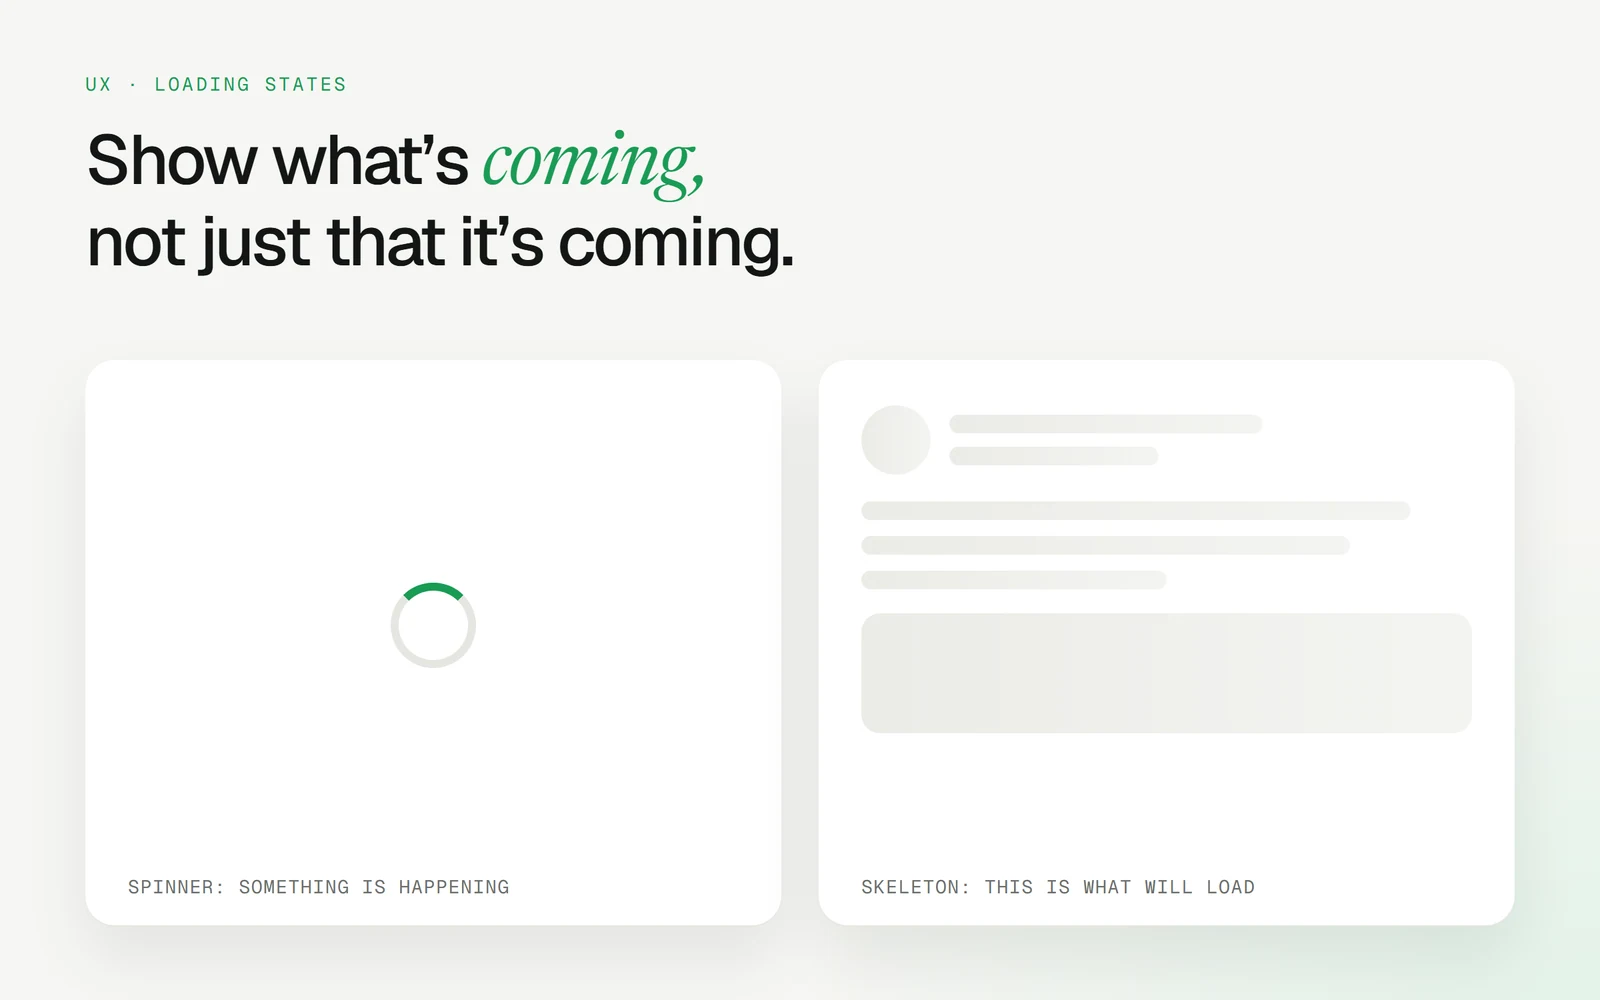 UX · LOADING STATES
Show what’s coming,
not just that it’s coming.
SPINNER: SOMETHING IS HAPPENING
SKELETON: THIS IS WHAT WILL LOAD